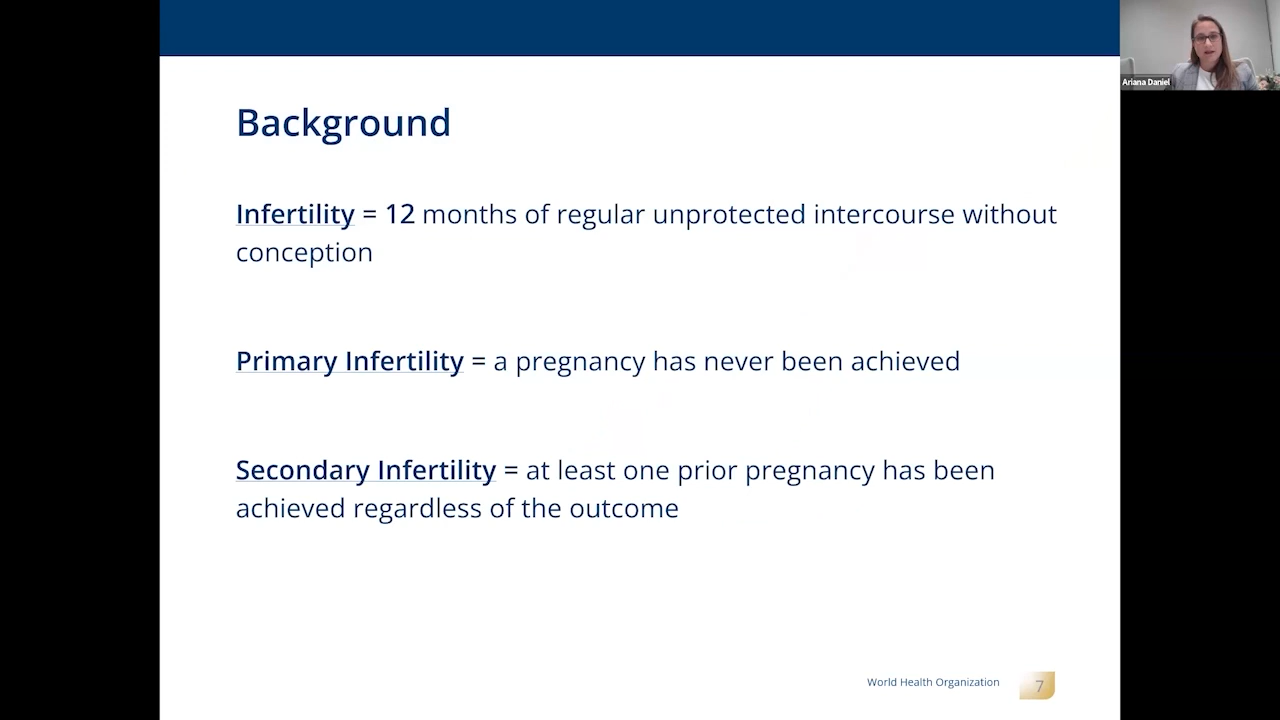 Ariana Daniel
Background
Infertility = 12 months of regular unprotected intercourse without
conception
Primary Infertility = a pregnancy has never been achieved
Secondary Infertility = at least one prior pregnancy has been
achieved regardless of the outcome
World Health Organization
7